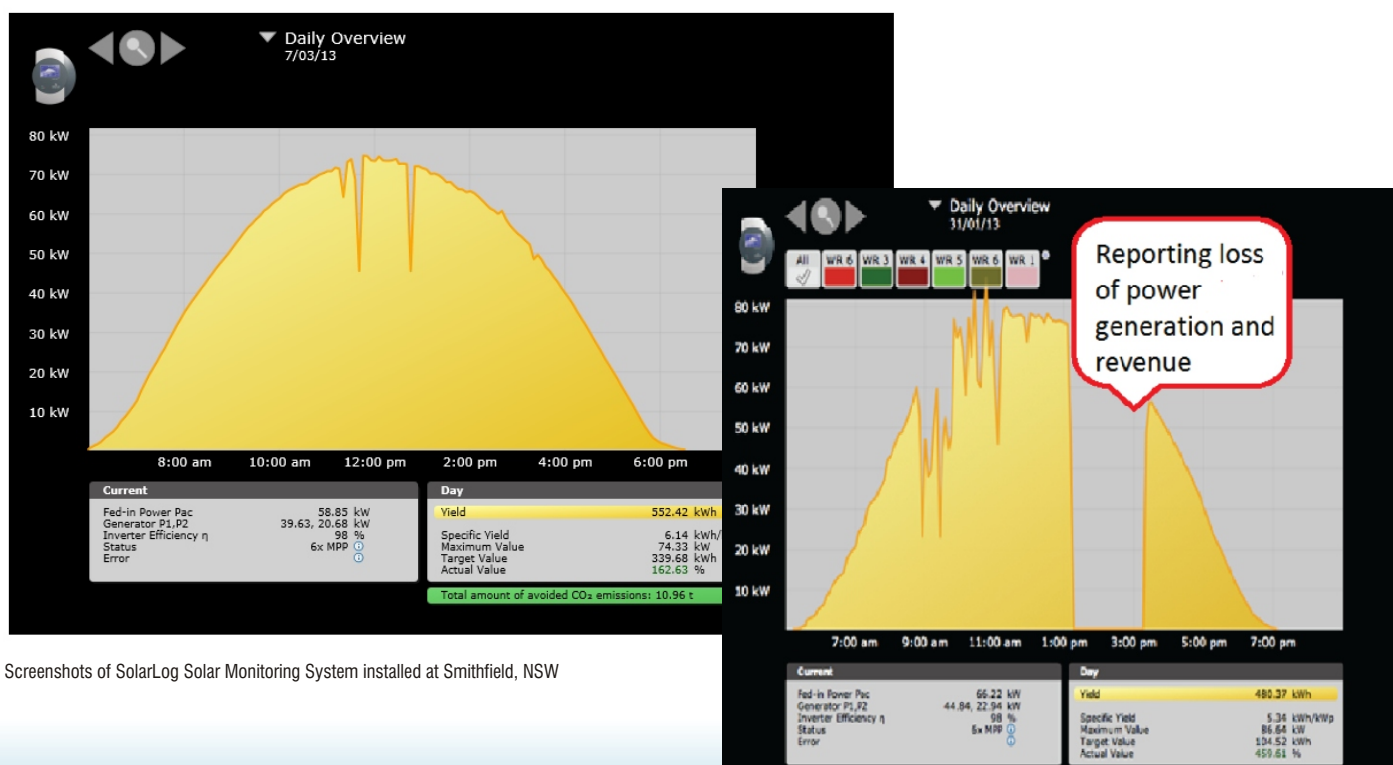 Daily Overview
7/03/13
80 kW
70 kW
60 kW
50 kW
40 kW
30 kW
20 kW
10 kW
8:00 am 10:00 am 12:00 pm 2:00 pm 4:00 pm 6:00 pm
Current
Fed-in Power Pac 58.85 kW
Generator P1,P2 39.63, 20.68 kW
Inverter Efficiency η 98 %
Status 6x MPP
Error
Day
Yield 552.42 kWh
Specific Yield 6.14 kWh/
Maximum Value 74.33 kW
Target Value 339.68 kWh
Actual Value 162.63 %
Total amount of avoided CO₂ emissions: 10.96 t
Screenshots of SolarLog Solar Monitoring System installed at Smithfield, NSW
Daily Overview
31/01/13
All WR 6 WR 3 WR 4 WR 5 WR 6 WR 1
Reporting loss
of power
generation and
revenue
80 kW
70 kW
60 kW
50 kW
40 kW
30 kW
20 kW
10 kW
7:00 am 9:00 am 11:00 am 1:00 pm 3:00 pm 5:00 pm 7:00 pm
Current
Fed-in Power Pac 66.22 kW
Generator P1,P2 44.84, 22.94 kW
Inverter Efficiency η 98 %
Status 6x MPP
Error
Day
Yield 480.37 kWh
Specific Yield 5.34 kWh/kWp
Maximum Value 86.64 kW
Target Value 104.52 kWh
Actual Value 459.61 %